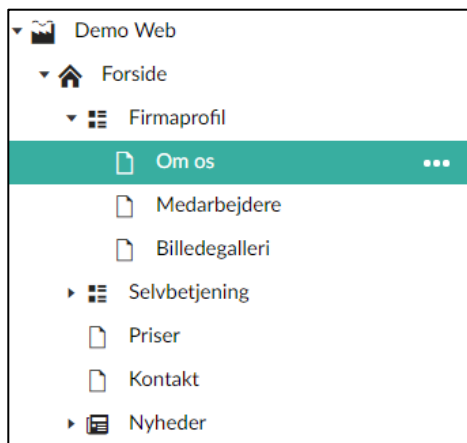 Demo Web
Forside
Firmaprofil
Om os
Medarbejdere
Billedegalleri
Selvbetjening
Priser
Kontakt
Nyheder